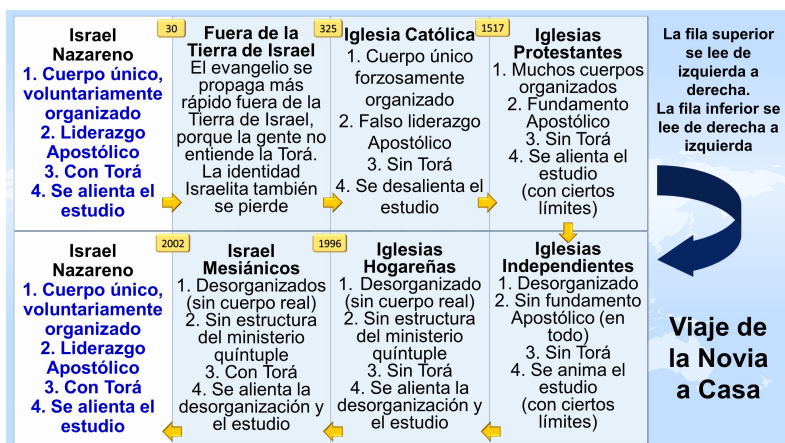 Israel
Nazareno
1. Cuerpo único,
voluntariamente
organizado
2. Liderazgo
Apostólico
3. Con Torá
4. Se alienta el
estudio
30
Fuera de la
Tierra de Israel
El evangelio se
propaga más
rápido fuera de la
Tierra de Israel,
porque la gente no
entiende la Torá.
La identidad
Israelita también
se pierde
325
Iglesia Católica
1. Cuerpo único
forzosamente
organizado
2. Falso liderazgo
Apostólico
3. Sin Torá
4. Se desalienta el
estudio
1517
Iglesias
Protestantes
1. Muchos cuerpos
organizados
2. Fundamento
Apostólico
3. Sin Torá
4. Se alienta el
estudio
(con ciertos
límites)
La fila superior
se lee de
izquierda a
derecha.
La fila inferior se
lee de derecha a
izquierda
Iglesias
Independientes
1. Desorganizado
2. Sin fundamento
Apostólico (en
todo)
3. Sin Torá
4. Se anima el
estudio
(con ciertos
límites)
1996
Iglesias
Hogareñas
1. Desorganizado
(sin cuerpo real)
2. Sin estructura
del ministerio
quíntuple
3. Sin Torá
4. Se alienta la
desorganización y
el estudio
2002
Israel
Mesiánicos
1. Desorganizados
(sin cuerpo real)
2. Sin estructura
del ministerio
quíntuple
3. Con Torá
4. Se alienta la
desorganización y
el estudio
Israel
Nazareno
1. Cuerpo único,
voluntariamente
organizado
2. Liderazgo
Apostólico
3. Con Torá
4. Se alienta el
estudio
Viaje de
la Novia
a Casa